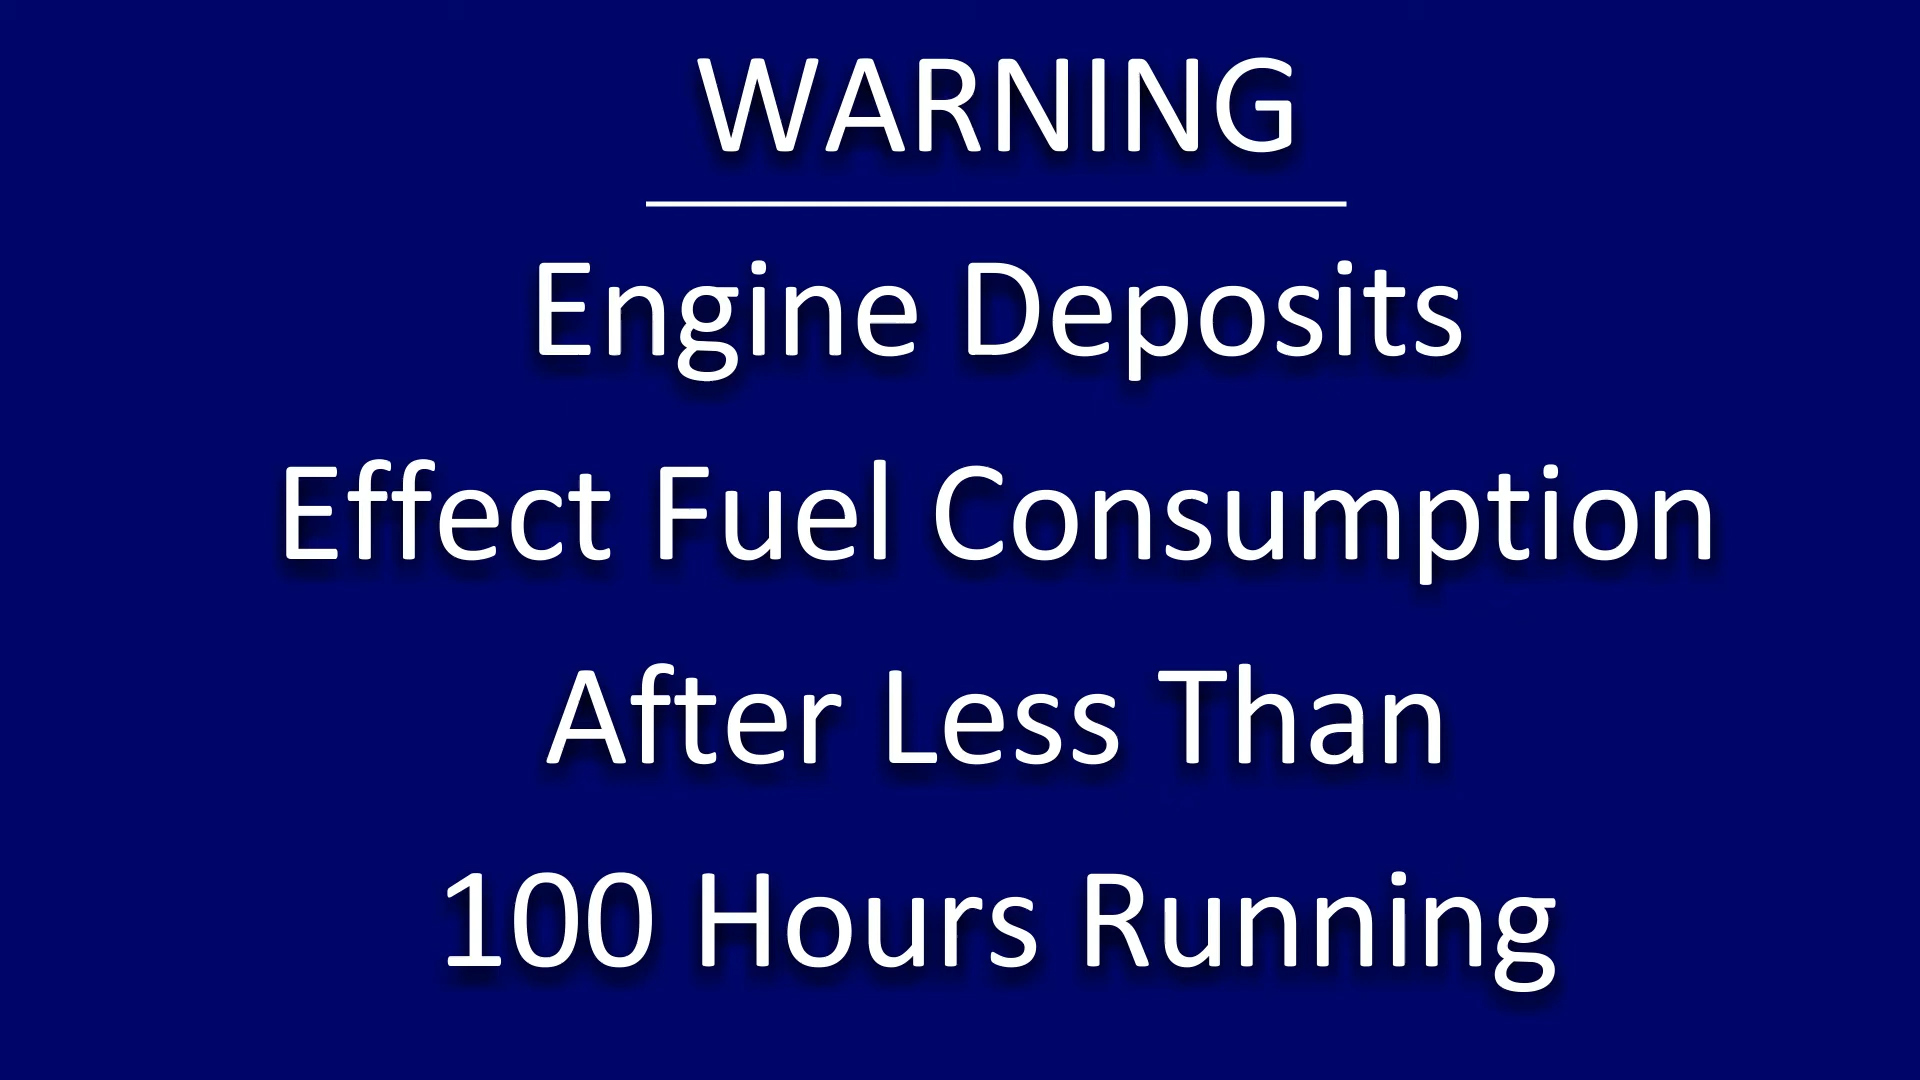 WARNING
Engine Deposits
Effect Fuel Consumption
After Less Than
100 Hours Running